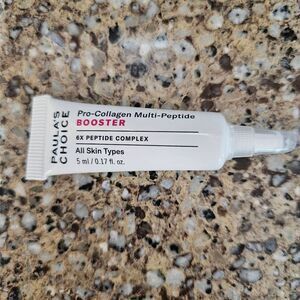 PAULA'S
CHOICE
Pro-Collagen Multi-Peptide
BOOSTER
6X PEPTIDE COMPLEX
All Skin Types
5 ml / 0.17 fl. oz.